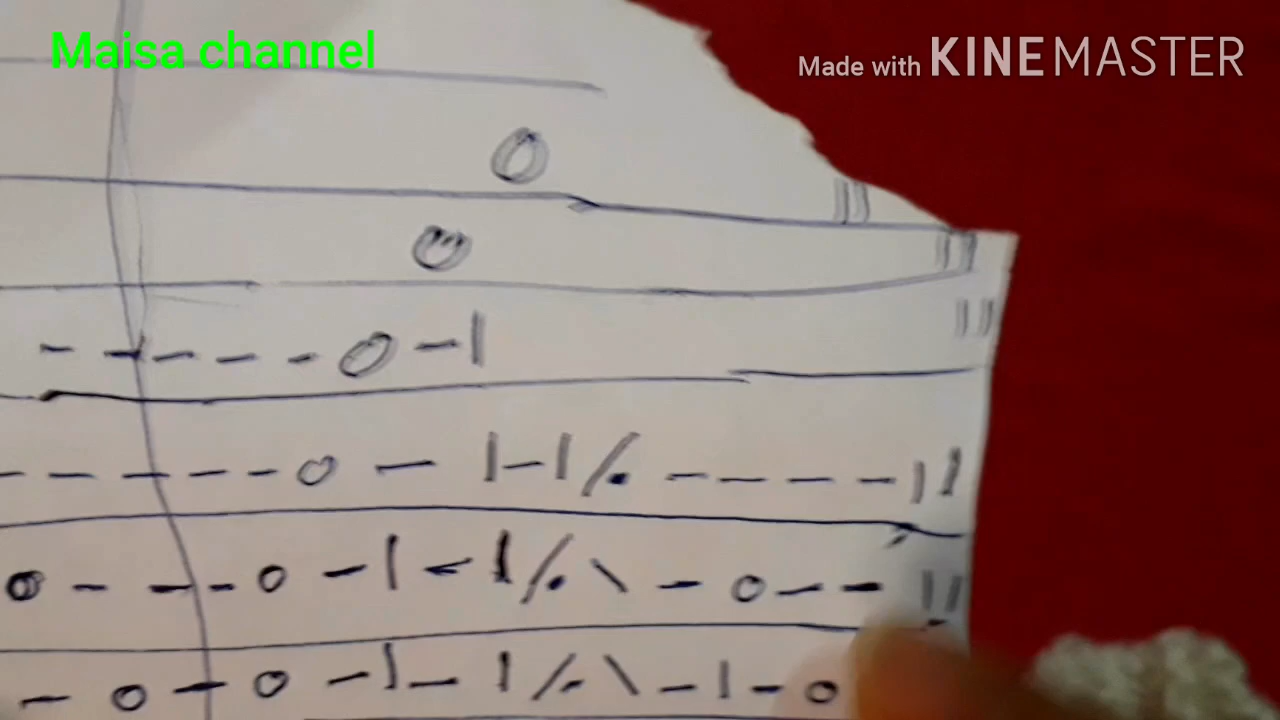 Maisa channel
Made with KINEMASTER
O
||
O
||
- - - - - O - | ||
- - - - - O - | - | / . - - - - | |
O - - - O - | - | / . \ - O - - ||
- O - O - | - | / . \ - | - O